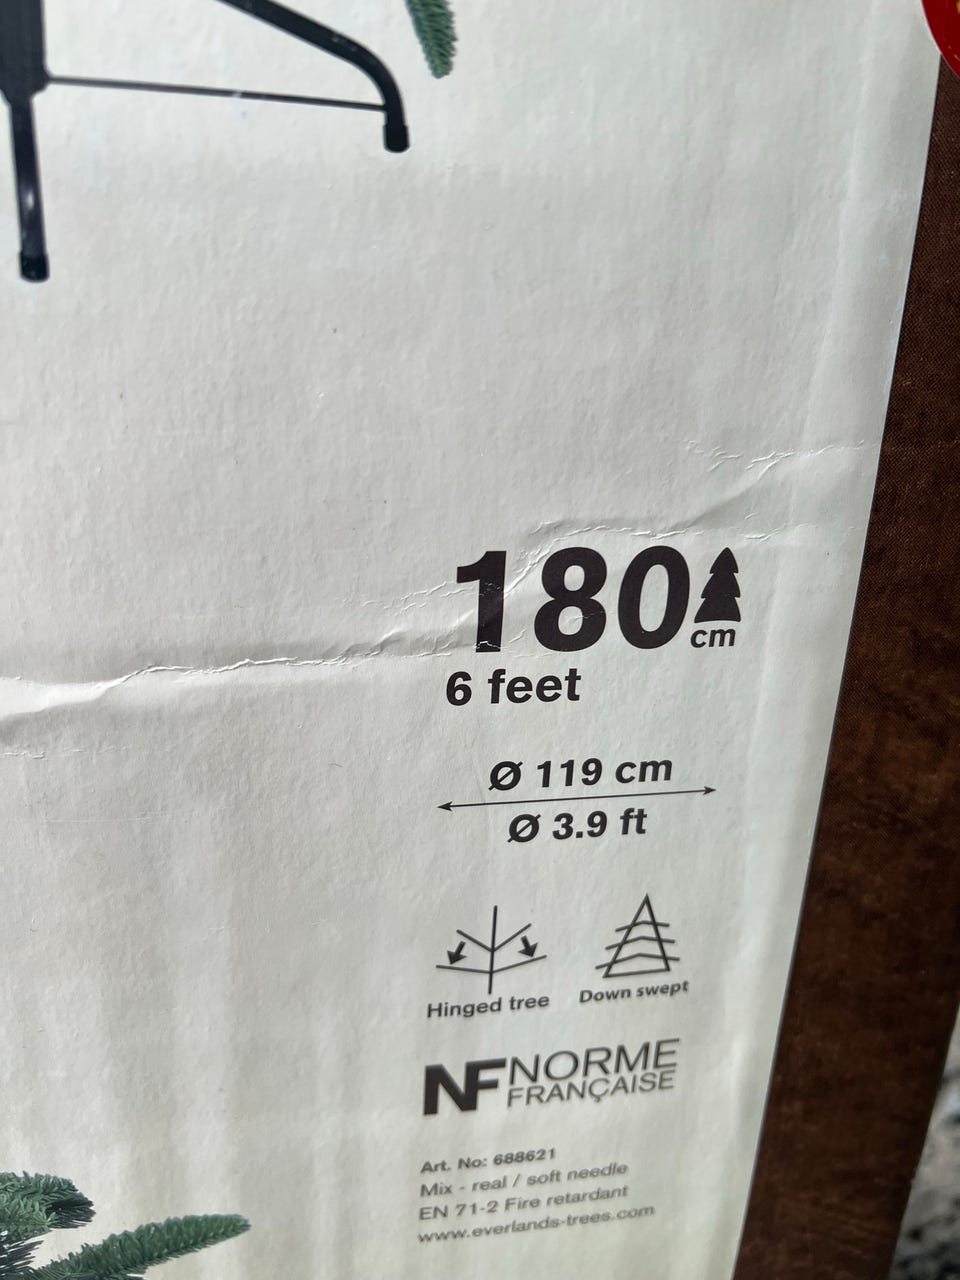 180 cm
6 feet
Ø 119 cm
Ø 3.9 ft
Hinged tree
Down swept
NF NORME
FRANÇAISE
Art. No: 688621
Mix - real / soft needle
EN 71-2 Fire retardant
www.everlands-trees.com